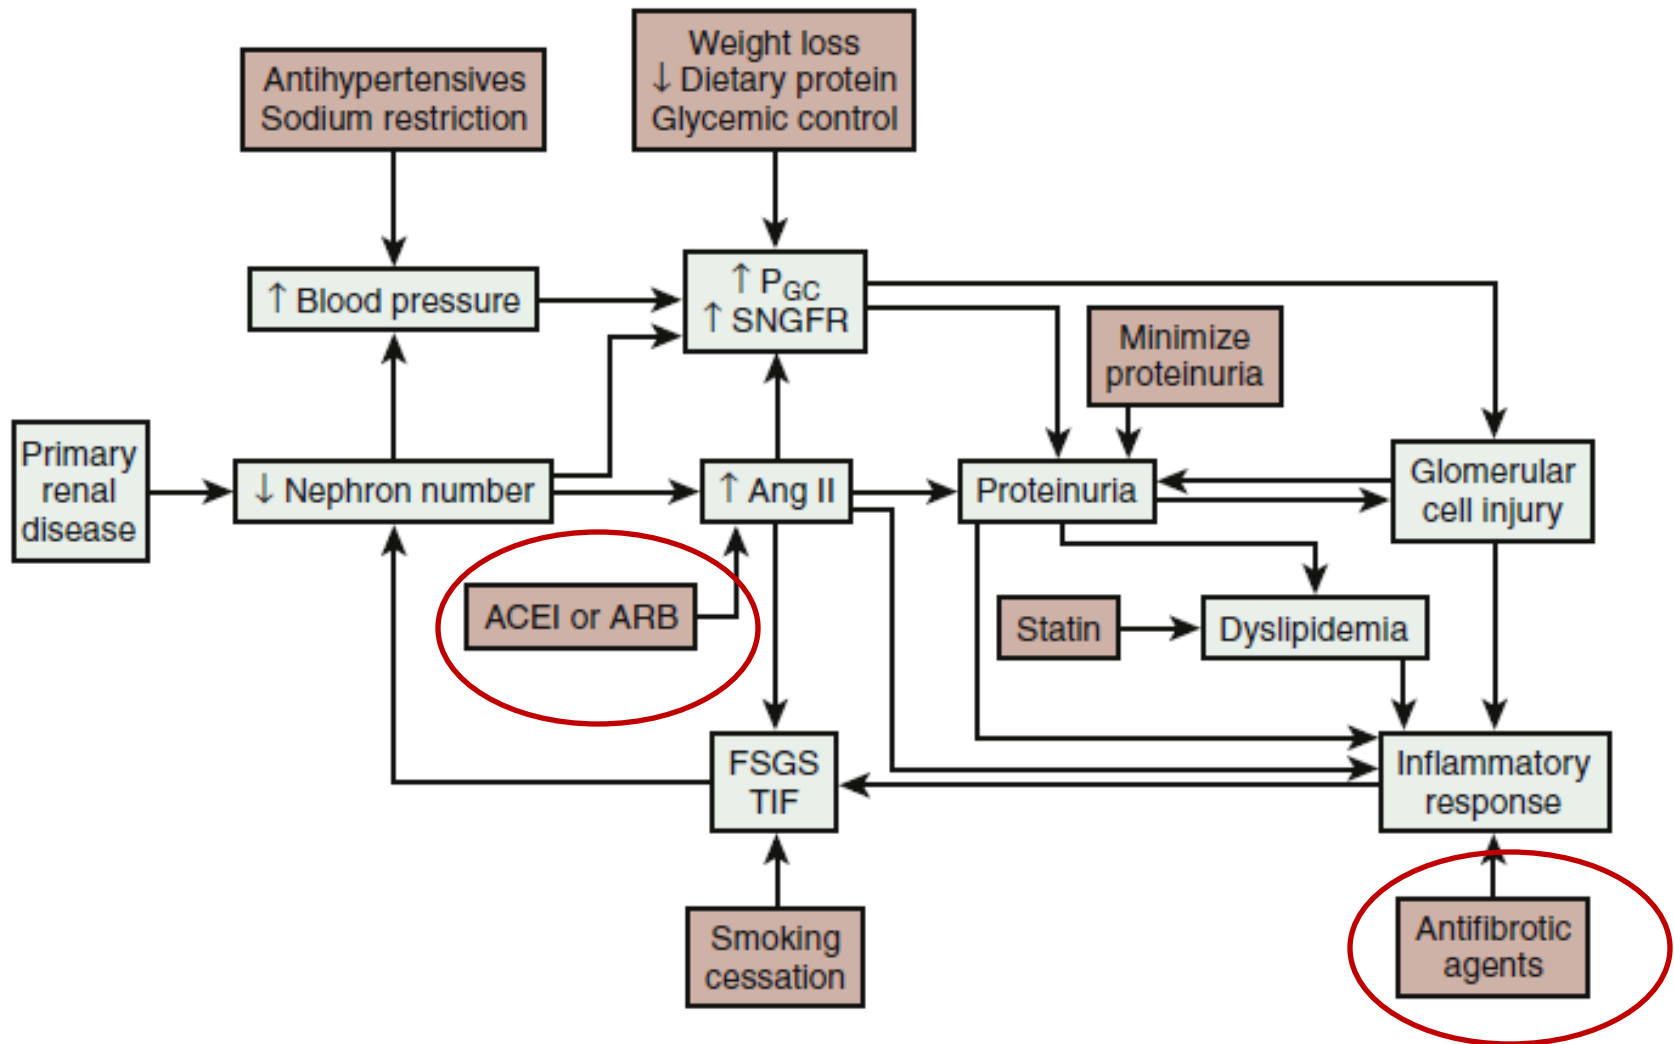 Weight loss
↓ Dietary protein
Glycemic control
Antihypertensives
Sodium restriction
↑ Blood pressure
↑ PGC
↑ SNGFR
Minimize
proteinuria
Primary
renal
disease
↓ Nephron number
↑ Ang II
Proteinuria
Glomerular
cell injury
ACEI or ARB
Statin
Dyslipidemia
FSGS
TIF
Inflammatory
response
Smoking
cessation
Antifibrotic
agents